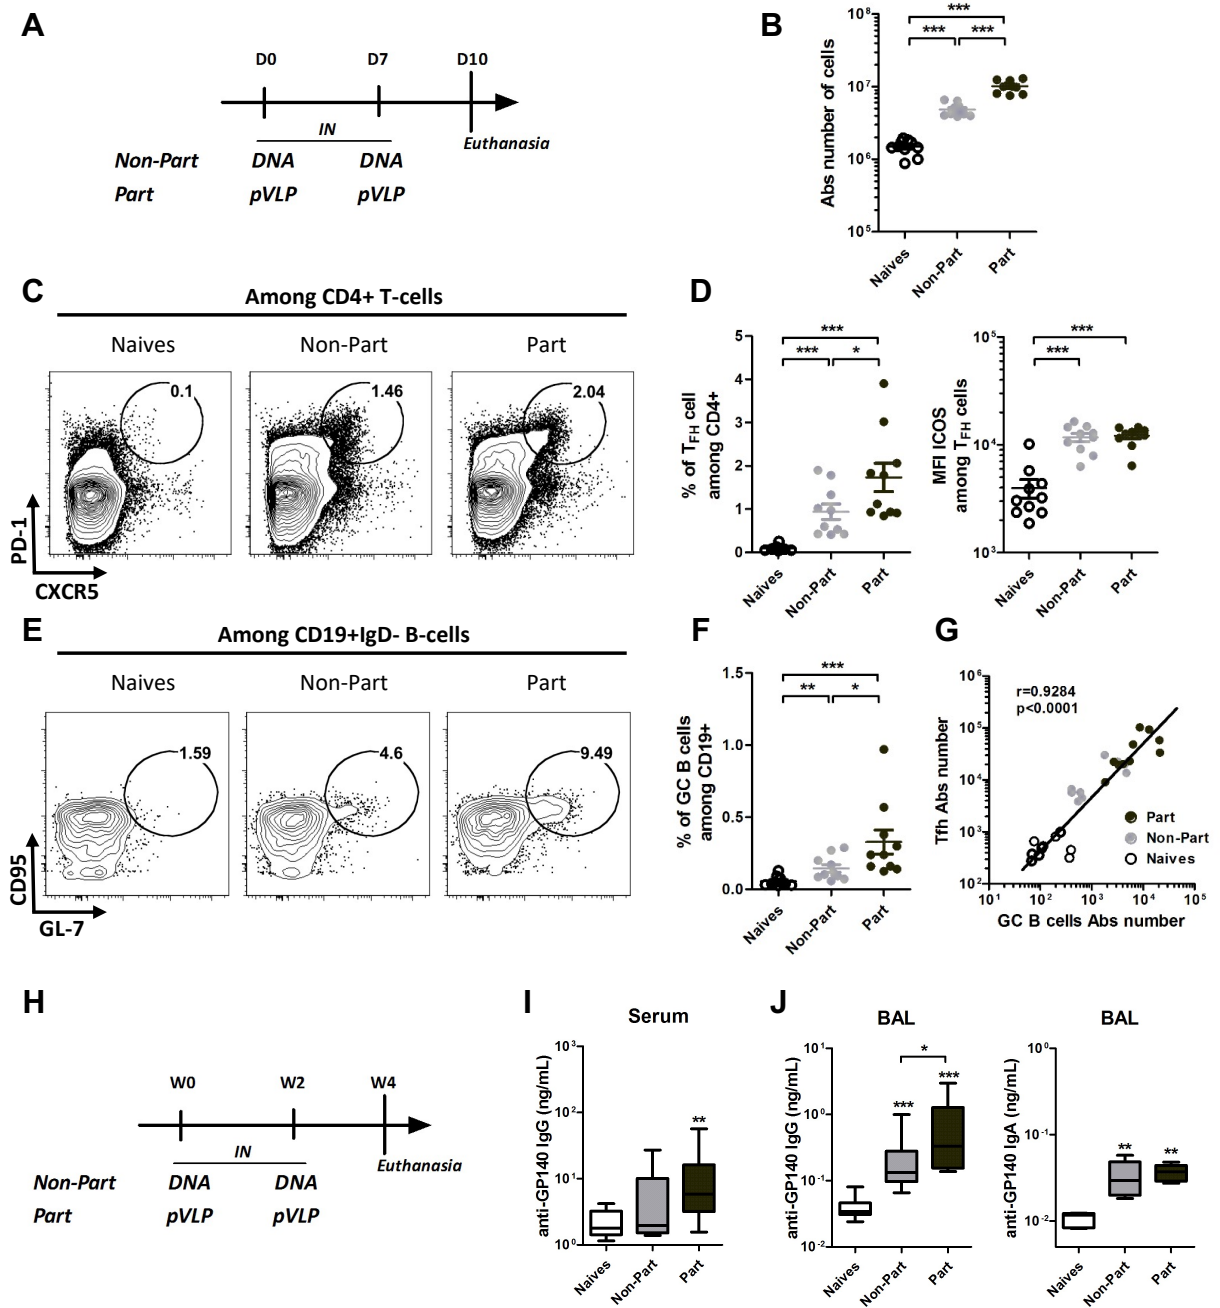 A
D0 D7 D10
IN
Euthanasia
Non-Part DNA DNA
Part pVLP pVLP
B
***
*** ***
Abs number of cells
10^8
10^7
10^6
10^5
Naives Non-Part Part
C
Among CD4+ T-cells
Naives Non-Part Part
0.1 1.46 2.04
PD-1
CXCR5
D
***
*** *
% of T_FH cell
among CD4+
5
4
3
2
1
0
Naives Non-Part Part
***
***
MFI ICOS
among T_FH cells
10^5
10^4
10^3
Naives Non-Part Part
E
Among CD19+IgD- B-cells
Naives Non-Part Part
1.59 4.6 9.49
CD95
GL-7
F
***
** *
% of GC B cells
among CD19+
1.5
1.0
0.5
0.0
Naives Non-Part Part
G
r=0.9284
p<0.0001
Tfh Abs number
10^6
10^5
10^4
10^3
10^2
Part
Non-Part
Naives
10^1 10^2 10^3 10^4 10^5
GC B cells Abs number
H
W0 W2 W4
IN
Euthanasia
Non-Part DNA DNA
Part pVLP pVLP
I
Serum
anti-GP140 IgG (ng/mL)
10^3
10^2
10^1
10^0
**
Naives Non-Part Part
J
BAL
anti-GP140 IgG (ng/mL)
10^1
10^0
10^-1
10^-2
*
*** ***
Naives Non-Part Part
BAL
anti-GP140 IgA (ng/mL)
10^0
10^-1
10^-2
** **
Naives Non-Part Part